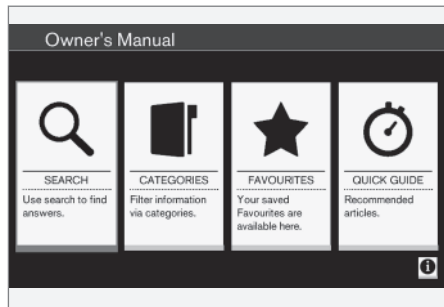 Owner's Manual
SEARCH
Use search to find
answers.
CATEGORIES
Filter information
via categories.
FAVOURITES
Your saved
Favourites are
available here.
QUICK GUIDE
Recommended
articles.